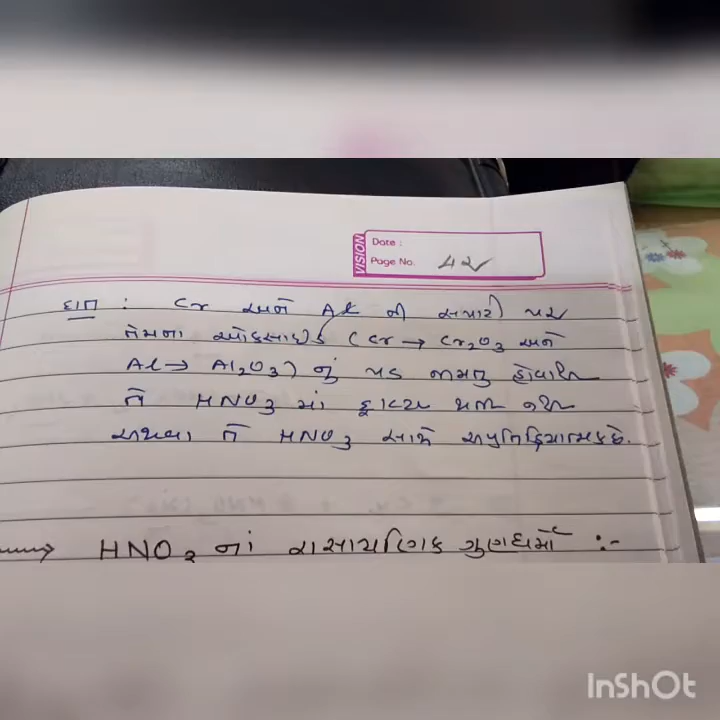 VISION
Date :
Page No. 42
દા.ત : Cr અને Al ની સપાટી પર
તેમના ઓક્સાઈડ (Cr → Cr2O3 અને
Al → Al2O3) નું પડ જામતુ હોવાથી
તે HNO3 માં દ્રાવ્ય થતા નથી
અથવા તે HNO3 સાથે અપ્રતિક્રિયાત્મક છે.
→ HNO3 નાં રાસાયણિક ગુણધર્મો :-
InShOt